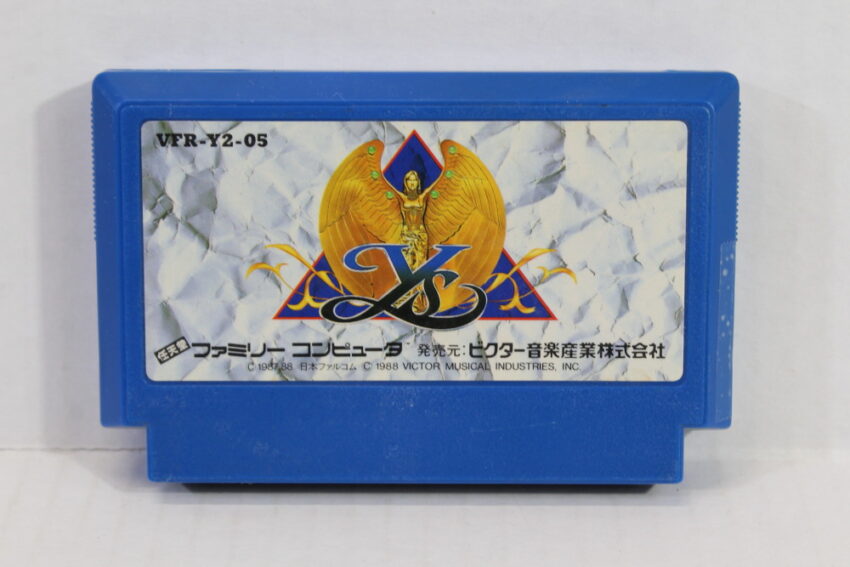 VFR-Y2-05
Ys
任天堂 ファミリー コンピュータ™ 発売元:ビクター音楽産業株式会社
© 1987,88 日本ファルコム © 1988 VICTOR MUSICAL INDUSTRIES, INC.